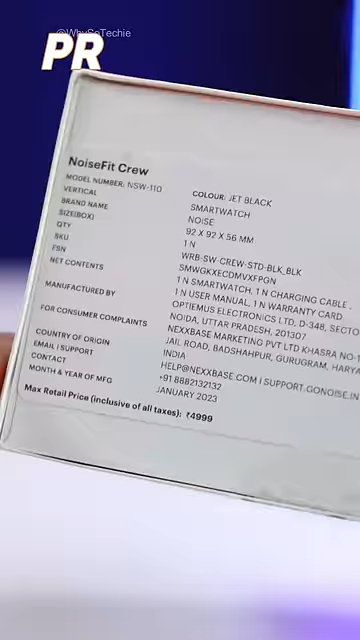 @WhySoTechie
PR
NoiseFit Crew
MODEL NUMBER: NSW-110
COLOUR: JET BLACK
VERTICAL SMARTWATCH
BRAND NAME NOISE
SIZE(BOX) 92 X 92 X 56 MM
QTY 1 N
SKU WRB-SW-CREW-STD-BLK_BLK
FSN SMWGKXECDMVXFPGN
NET CONTENTS 1 N SMARTWATCH, 1 N CHARGING CABLE ,
1 N USER MANUAL, 1 N WARRANTY CARD
MANUFACTURED BY OPTIEMUS ELECTRONICS LTD, D-348, SECTO
NOIDA, UTTAR PRADESH, 201307
FOR CONSUMER COMPLAINTS NEXXBASE MARKETING PVT LTD KHASRA NO-1
JAIL ROAD, BADSHAHPUR, GURUGRAM, HARYA
COUNTRY OF ORIGIN INDIA
EMAIL | SUPPORT HELP@NEXXBASE.COM | SUPPORT.GONOISE.IN
CONTACT +91 8882132132
MONTH & YEAR OF MFG JANUARY 2023
Max Retail Price (inclusive of all taxes): ₹4999